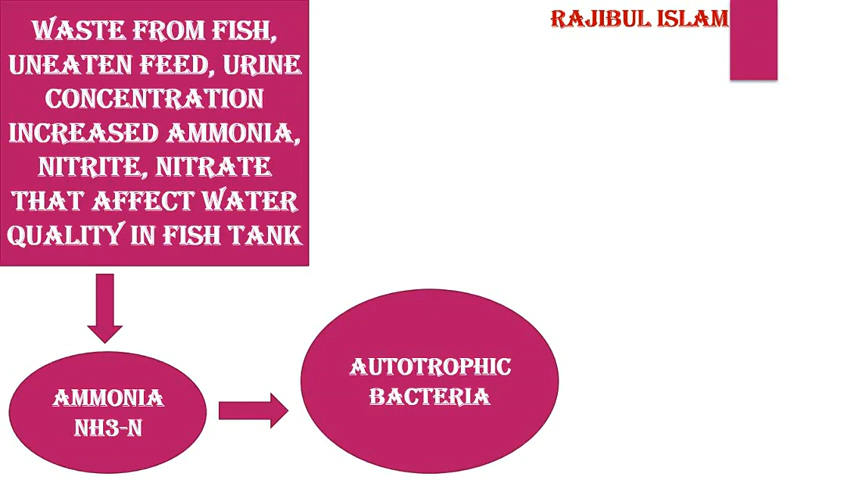 WASTE FROM FISH,
UNEATEN FEED, URINE
CONCENTRATION
INCREASED AMMONIA,
NITRITE, NITRATE
THAT AFFECT WATER
QUALITY IN FISH TANK
RAJIBUL ISLAM
AMMONIA
NH3-N
AUTOTROPHIC
BACTERIA